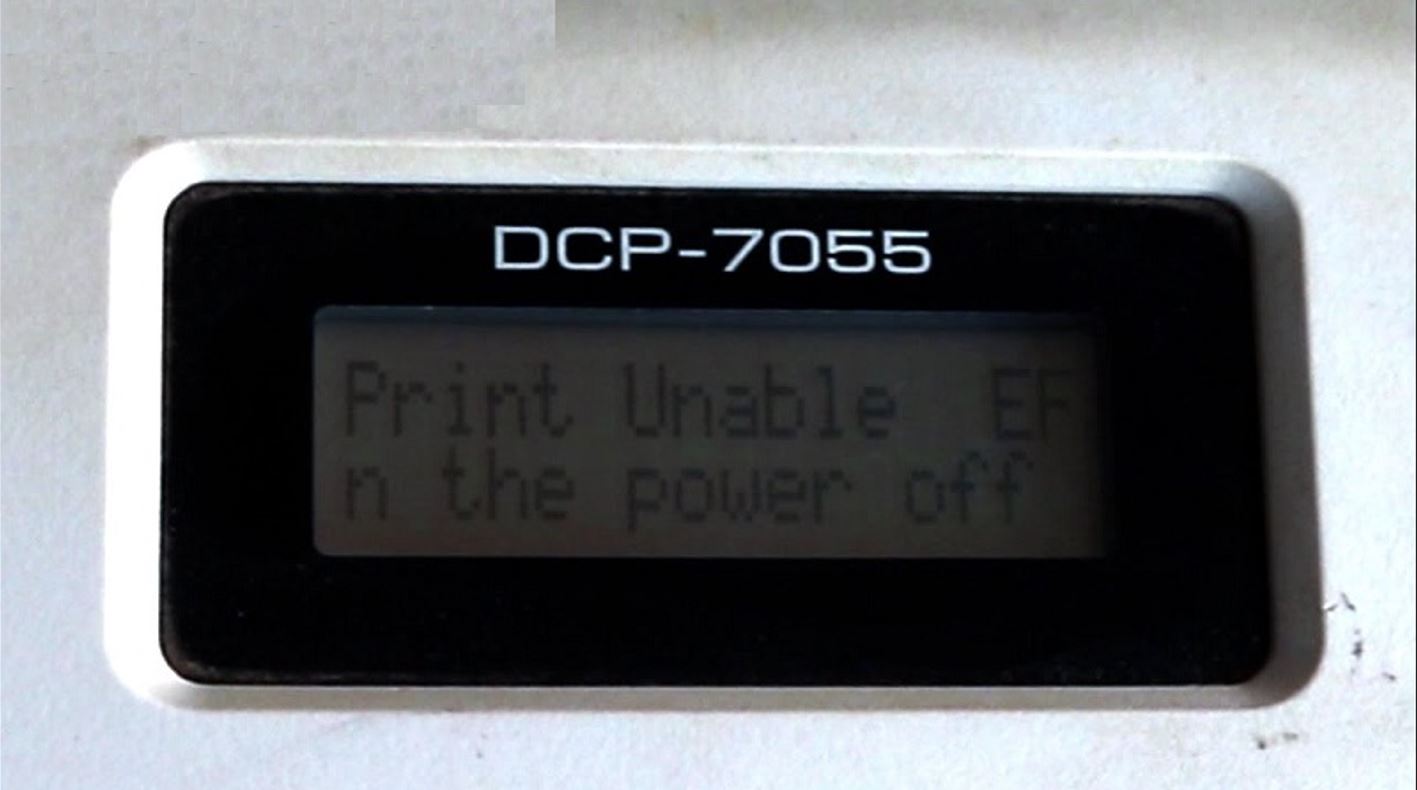 DCP-7055
Print Unable EF
n the power off